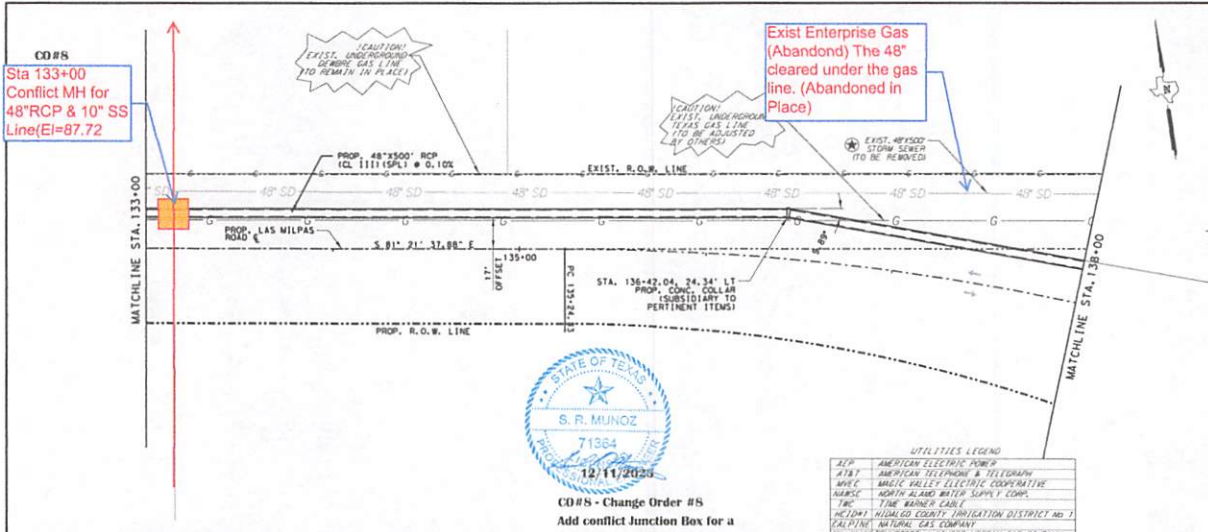 CO#8
Sta 133+00
Conflict MH for
48"RCP & 10" SS
Line(El=87.72
!CAUTION!
EXIST. UNDERGROUND
DEWBRE GAS LINE
(TO REMAIN IN PLACE)
Exist Enterprise Gas
(Abandond) The 48"
cleared under the gas
line. (Abandoned in
Place)
!CAUTION!
EXIST. UNDERGROUND
TEXAS GAS LINE
(TO BE ADJUSTED
BY OTHERS)
EXIST. 48"X500'
STORM SEWER
(TO BE REMOVED)
PROP. 48"X500' RCP
(CL III)(SPL) @ 0.10%
EXIST. R.O.W. LINE
G G G G G G G G G
SD 48" SD 48" SD 48" SD 48" SD 48" SD 48" SD 48" SD
G G G G G G G G
MATCHLINE STA. 133+00
PROP. LAS MILPAS
ROAD ℄
S 81° 21' 37.88" E
135+00
17'
OFFSET
PC 135+24.53
STA. 136+42.04, 24.34' LT
PROP. CONC. COLLAR
(SUBSIDIARY TO
PERTINENT ITEMS)
MATCHLINE STA. 138+00
PROP. R.O.W. LINE
STATE OF TEXAS
S. R. MUNOZ
71364
12/11/2025
CO#8 - Change Order #8
Add conflict Junction Box for a
UTILITIES LEGEND
AEP AMERICAN ELECTRIC POWER
AT&T AMERICAN TELEPHONE & TELEGRAPH
MVEC MAGIC VALLEY ELECTRIC COOPERATIVE
NAWSC NORTH ALAMO WATER SUPPLY CORP.
TWC TIME WARNER CABLE
HCID#1 HIDALGO COUNTY IRRIGATION DISTRICT No 1
CALPINE NATURAL GAS COMPANY